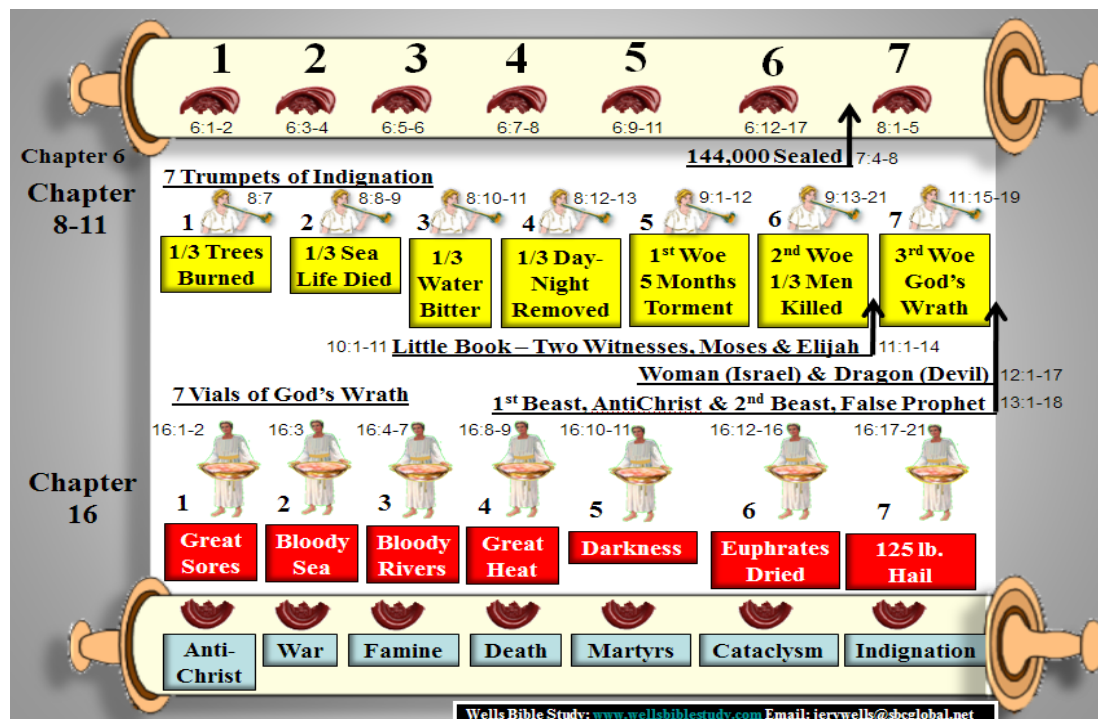 1 2 3 4 5 6 7
6:1-2 6:3-4 6:5-6 6:7-8 6:9-11 6:12-17 8:1-5
Chapter 6
144,000 Sealed 7:4-8
7 Trumpets of Indignation
Chapter
8-11
8:7 8:8-9 8:10-11 8:12-13 9:1-12 9:13-21 11:15-19
1 2 3 4 5 6 7
1/3 Trees
Burned
1/3 Sea
Life Died
1/3
Water
Bitter
1/3 Day-
Night
Removed
1st Woe
5 Months
Torment
2nd Woe
1/3 Men
Killed
3rd Woe
God's
Wrath
10:1-11 Little Book – Two Witnesses, Moses & Elijah 11:1-14
Woman (Israel) & Dragon (Devil) 12:1-17
7 Vials of God's Wrath
1st Beast, AntiChrist & 2nd Beast, False Prophet 13:1-18
16:1-2 16:3 16:4-7 16:8-9 16:10-11 16:12-16 16:17-21
Chapter
16
1 2 3 4 5 6 7
Great
Sores
Bloody
Sea
Bloody
Rivers
Great
Heat
Darkness
Euphrates
Dried
125 lb.
Hail
Anti-
Christ
War
Famine
Death
Martyrs
Cataclysm
Indignation
Wells Bible Study: www.wellsbiblestudy.com Email: jerywells@sbcglobal.net